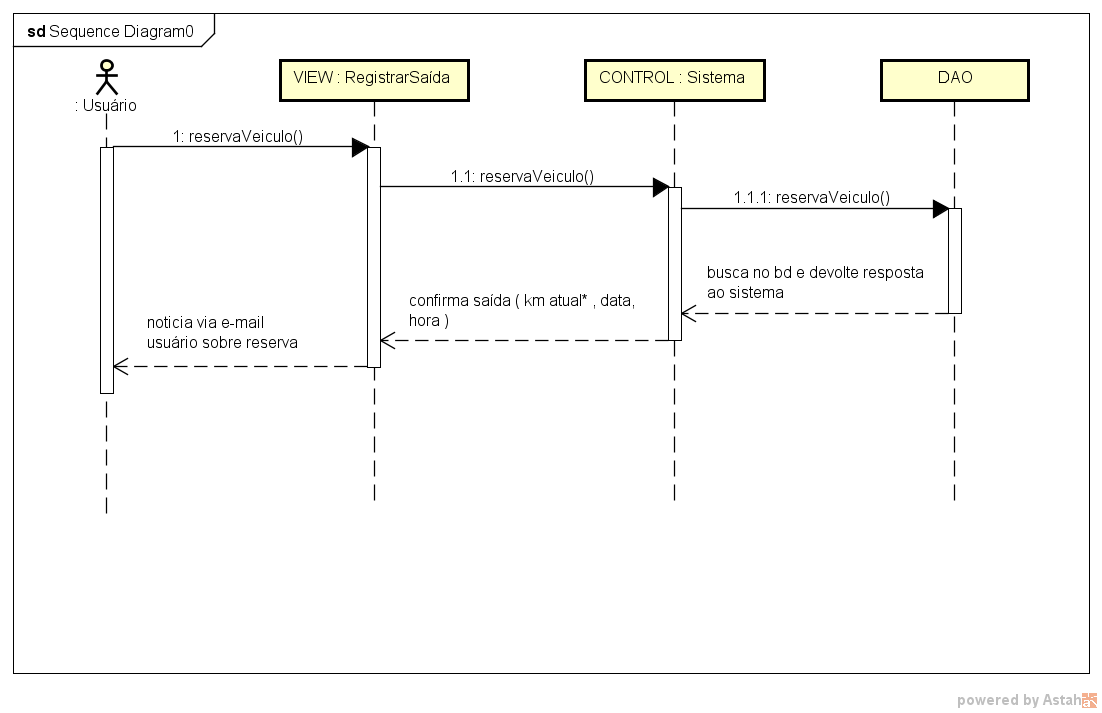 sd Sequence Diagram0
: Usuário
VIEW : RegistrarSaída
CONTROL : Sistema
DAO
1: reservaVeiculo()
1.1: reservaVeiculo()
1.1.1: reservaVeiculo()
busca no bd e devolte resposta
ao sistema
confirma saída ( km atual* , data,
hora )
noticia via e-mail
usuário sobre reserva
powered by Astah